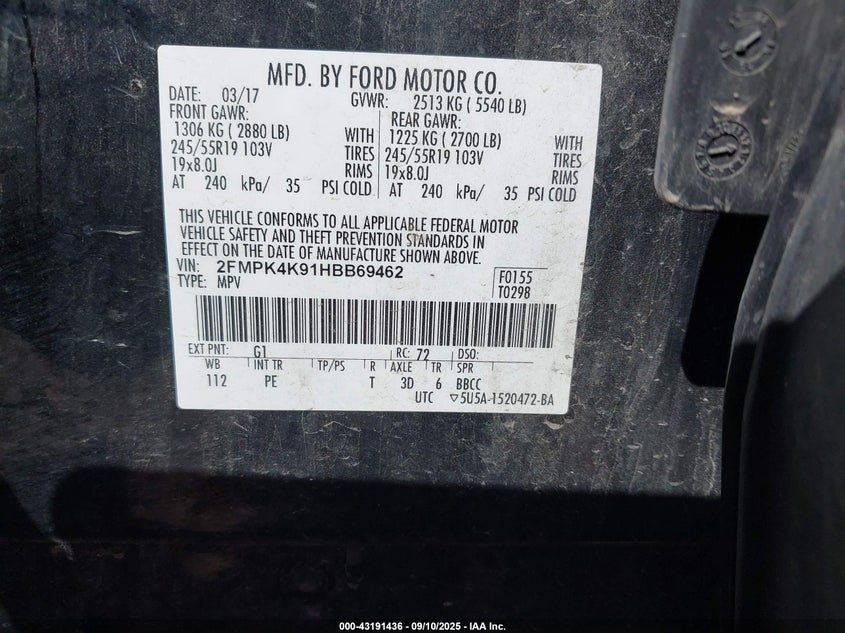 MFD. BY FORD MOTOR CO.
DATE: 03/17 GVWR: 2513 KG ( 5540 LB)
FRONT GAWR: REAR GAWR:
1306 KG ( 2880 LB) WITH 1225 KG ( 2700 LB) WITH
245/55R19 103V TIRES 245/55R19 103V TIRES
19x8.0J RIMS 19x8.0J RIMS
AT 240 kPa/ 35 PSI COLD AT 240 kPa/ 35 PSI COLD
THIS VEHICLE CONFORMS TO ALL APPLICABLE FEDERAL MOTOR
VEHICLE SAFETY AND THEFT PREVENTION STANDARDS IN
EFFECT ON THE DATE OF MANUFACTURE SHOWN ABOVE.
VIN: 2FMPK4K91HBB69462 F0155
TYPE: MPV T0298
EXT PNT: G1 RC: 72 DSO:
WB INT TR TP/PS R AXLE TR SPR
112 PE T 3D 6 BBCC
UTC ▽5U5A-1520472-BA
000-43191436 - 09/10/2025 - IAA Inc.